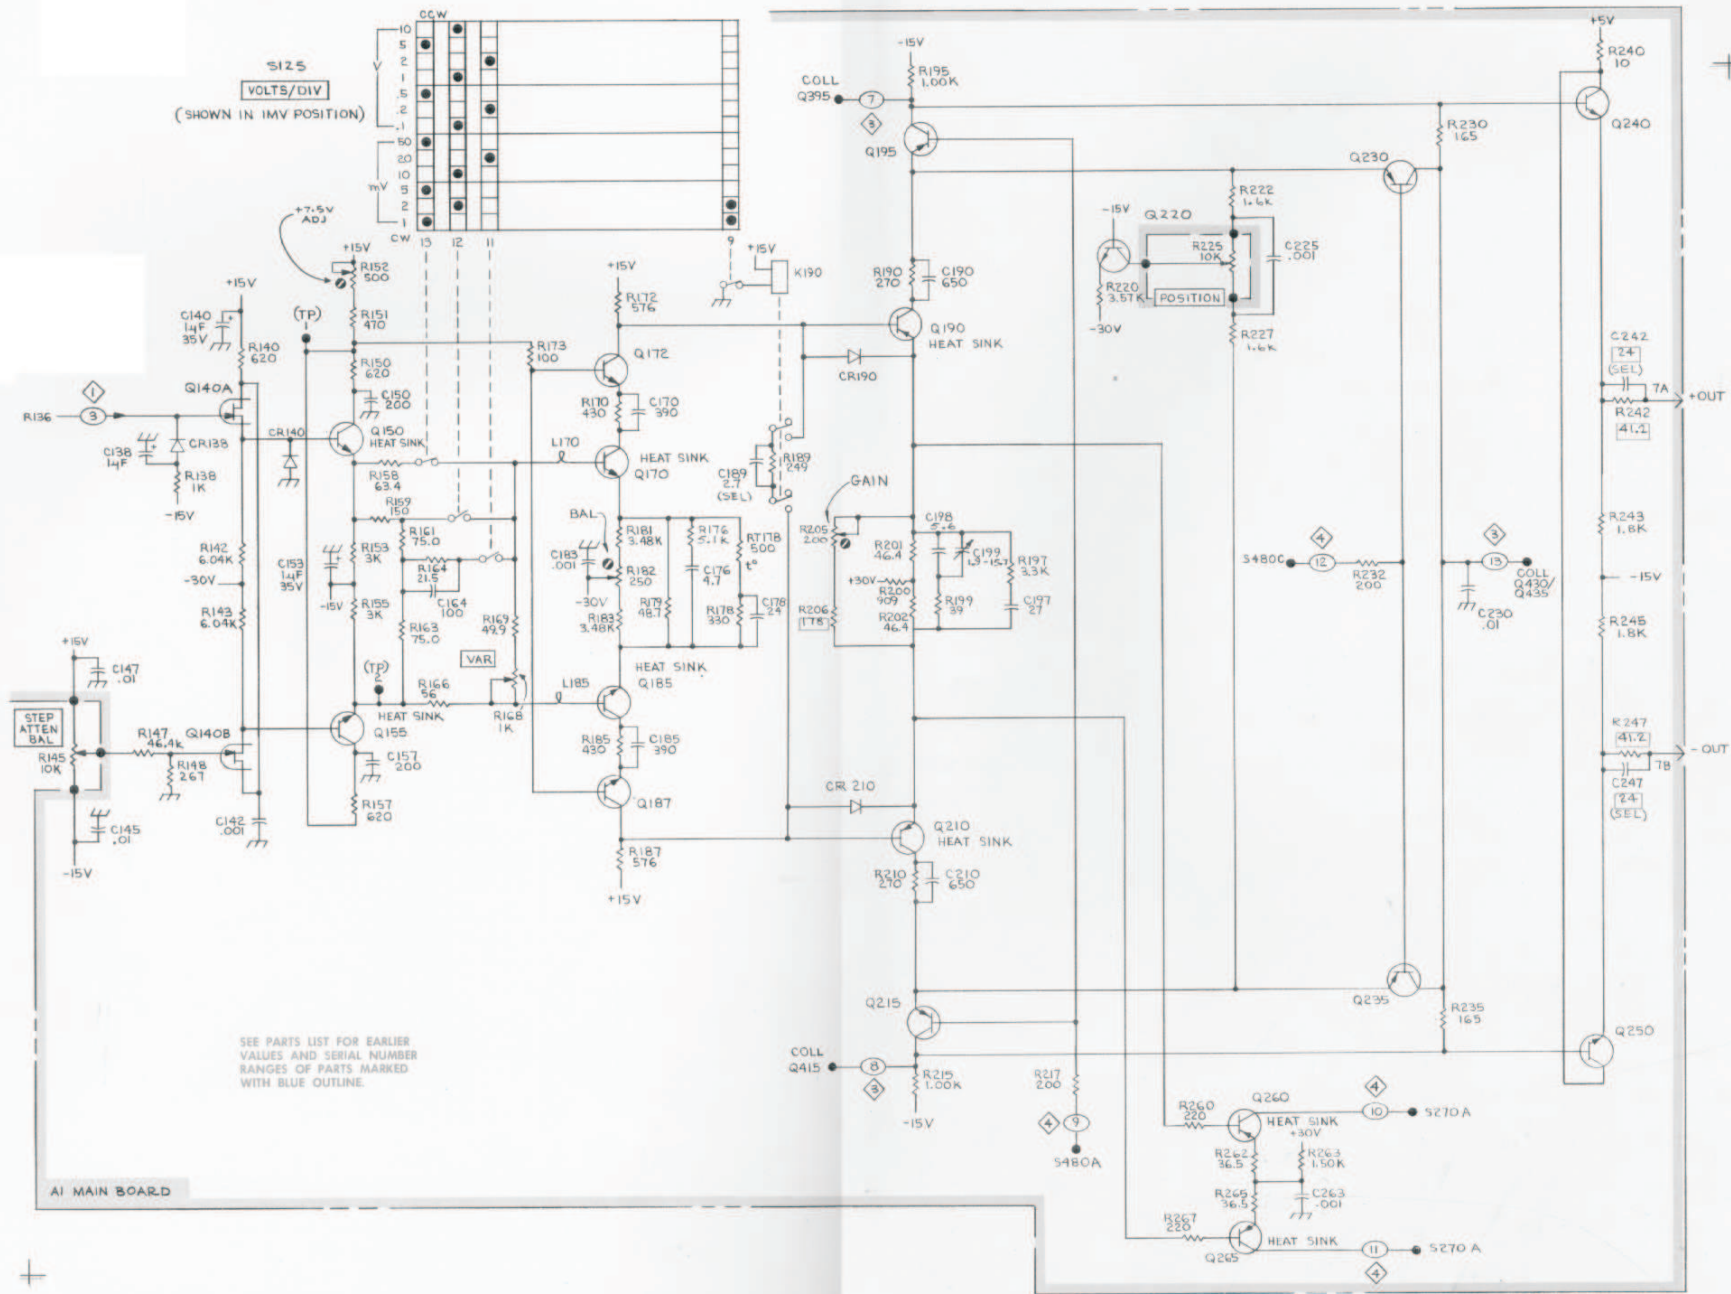 CCW
S125
VOLTS/DIV
(SHOWN IN 1MV POSITION)
V
10
5
2
1
.5
.2
.1
mV
50
20
10
5
2
1
CW 13 12 11 9
+7.5V
ADJ
+15V
R152
500
+15V
K190
+15V
R172
576
-15V
R195
1.00K
COLL
Q395
7
3
Q195
+5V
R240
10
Q240
R230
165
Q230
R222
1.6K
-15V
Q220
R225
10K
C225
.001
R220
3.57K
POSITION
-30V
R227
1.6K
R190
270
C190
650
Q190
HEAT SINK
CR190
+15V
C140
1µF
35V
R140
620
(TP)
1
R151
470
R150
620
C150
200
R173
100
Q172
R170
430
C170
390
C242
24
(SEL)
7A
+OUT
R242
41.2
R136
3
1
Q140A
CR138
C138
1µF
R138
1K
-15V
CR140
Q150
HEAT SINK
R158
63.4
L170
HEAT SINK
Q170
C189
2.7
(SEL)
R189
249
GAIN
R159
150
R161
75.0
R164
21.5
C164
100
R163
75.0
R142
6.04K
-30V
R143
6.04K
C153
1µF
35V
-15V
R153
3K
R155
3K
BAL
C183
.001
-30V
R181
3.48K
R182
250
R183
3.48K
R176
5.1K
C176
4.7
R179
48.7
RT178
500
t°
R178
330
C178
24
R205
200
R206
178
R201
46.4
+30V
R200
909
R202
46.4
C198
5.6
C199
1.9-15.7
R199
39
R197
3.3K
C197
27
S480C
12
4
R232
200
3
13
COLL
Q430/
Q435
C230
.01
R243
1.8K
-15V
R245
1.8K
+15V
C147
.01
STEP
ATTEN
BAL
R145
10K
R147
46.4K
R148
267
C145
.01
-15V
Q140B
C142
.001
(TP)
2
HEAT SINK
Q155
C157
200
R157
620
R166
56
R169
49.9
VAR
R168
1K
L185
HEAT SINK
Q185
R185
430
C185
390
Q187
R187
576
+15V
CR 210
Q210
HEAT SINK
R210
270
C210
650
R247
41.2
7B
- OUT
C247
24
(SEL)
Q215
COLL
Q415
8
3
R215
1.00K
-15V
R217
200
4
9
S480A
Q235
R235
165
Q250
R260
220
Q260
HEAT SINK
+30V
R262
36.5
R263
1.50K
R265
36.5
C263
.001
R267
220
Q265
HEAT SINK
4
10
S270A
11
S270A
4
SEE PARTS LIST FOR EARLIER
VALUES AND SERIAL NUMBER
RANGES OF PARTS MARKED
WITH BLUE OUTLINE.
A1 MAIN BOARD